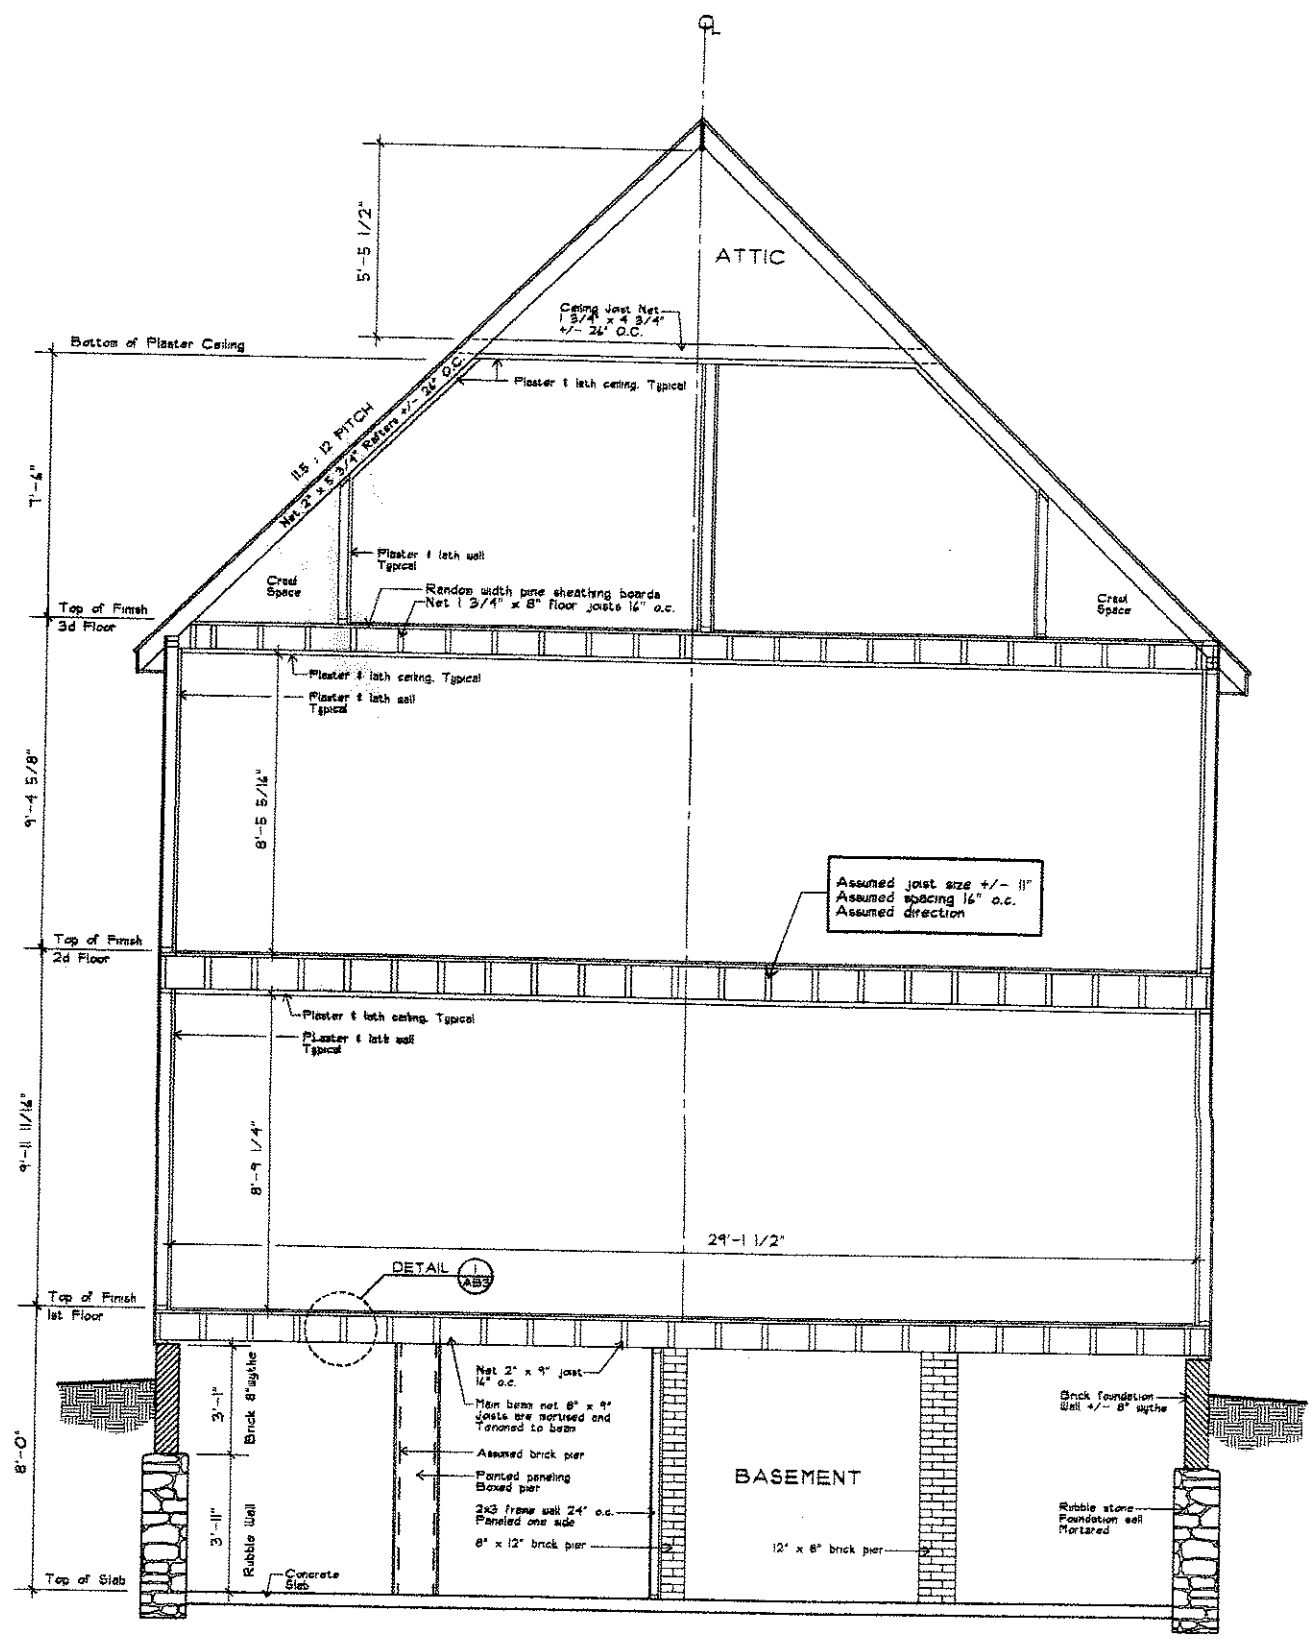 CL
5'-5 1/2"
ATTIC
Ceiling Joist Net
1 3/4" x 4 3/4"
+/- 26" O.C.
Bottom of Plaster Ceiling
Plaster & lath ceiling. Typical
11.5 : 12 PITCH
Net 2" x 5 3/4" Rafters +/- 26" O.C.
7'-6"
Plaster & lath wall
Typical
Crawl
Space
Random width pine sheathing boards
Net 1 3/4" x 8" floor joists 16" o.c.
Crawl
Space
Top of Finish
3d Floor
Plaster & lath ceiling. Typical
Plaster & lath wall
Typical
9'-4 5/8"
8'-5 5/16"
Assumed joist size +/- 11"
Assumed spacing 16" o.c.
Assumed direction
Top of Finish
2d Floor
Plaster & lath ceiling. Typical
PLaster & lath wall
Typical
9'-11 11/16"
8'-9 1/4"
29'-1 1/2"
DETAIL 1
AB3
Top of Finish
1st Floor
Net 2" x 9" joist
16" o.c.
Main beam net 8" x 9"
Joists are mortised and
Tenoned to beam
Assumed brick pier
Painted paneling
Boxed pier
2x3 frame wall 24" o.c.
Paneled one side
8" x 12" brick pier
BASEMENT
12" x 8" brick pier
Brick foundation
Wall +/- 8" wythe
Rubble stone
Foundation wall
Mortared
3'-1"
Brick 8" wythe
8'-0"
3'-11"
Rubble Wall
Top of Slab
Concrete
Slab